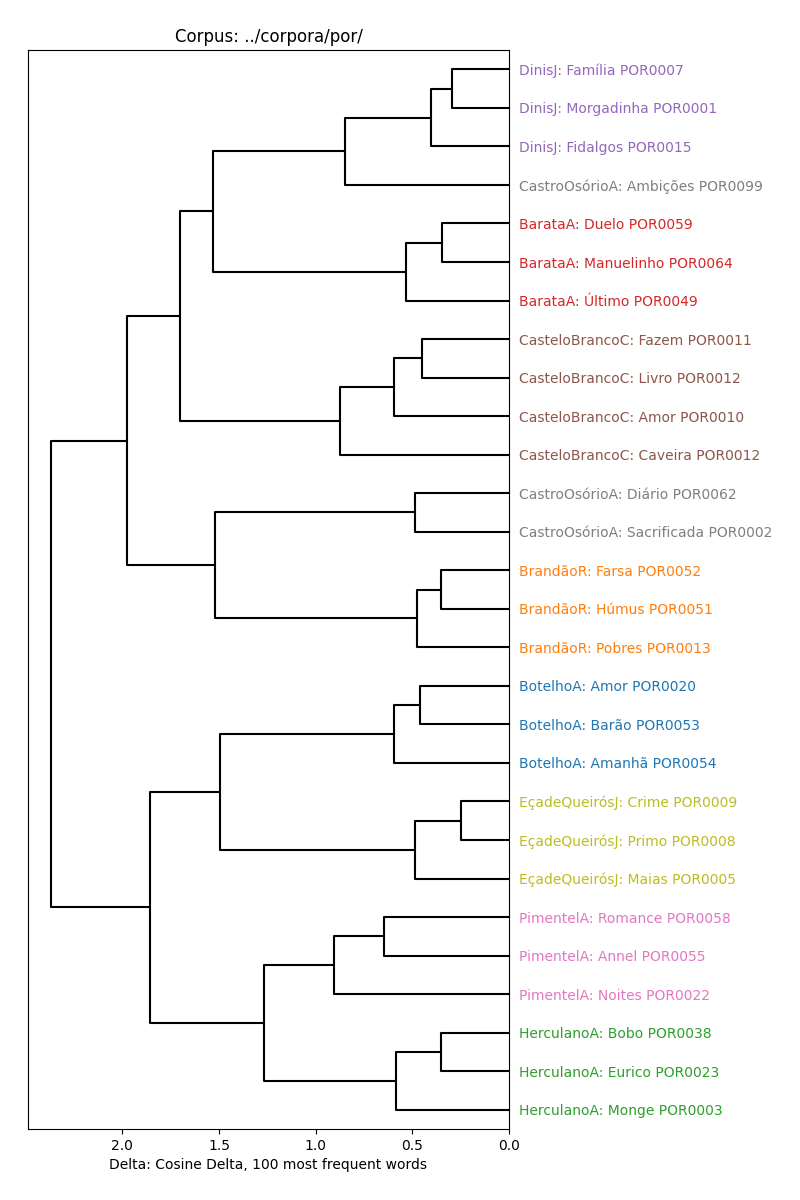 Corpus: ../corpora/por/
DinisJ: Família POR0007
DinisJ: Morgadinha POR0001
DinisJ: Fidalgos POR0015
CastroOsórioA: Ambições POR0099
BarataA: Duelo POR0059
BarataA: Manuelinho POR0064
BarataA: Último POR0049
CasteloBrancoC: Fazem POR0011
CasteloBrancoC: Livro POR0012
CasteloBrancoC: Amor POR0010
CasteloBrancoC: Caveira POR0012
CastroOsórioA: Diário POR0062
CastroOsórioA: Sacrificada POR0002
BrandãoR: Farsa POR0052
BrandãoR: Húmus POR0051
BrandãoR: Pobres POR0013
BotelhoA: Amor POR0020
BotelhoA: Barão POR0053
BotelhoA: Amanhã POR0054
EçadeQueirósJ: Crime POR0009
EçadeQueirósJ: Primo POR0008
EçadeQueirósJ: Maias POR0005
PimentelA: Romance POR0058
PimentelA: Annel POR0055
PimentelA: Noites POR0022
HerculanoA: Bobo POR0038
HerculanoA: Eurico POR0023
HerculanoA: Monge POR0003
2.0 1.5 1.0 0.5 0.0
Delta: Cosine Delta, 100 most frequent words